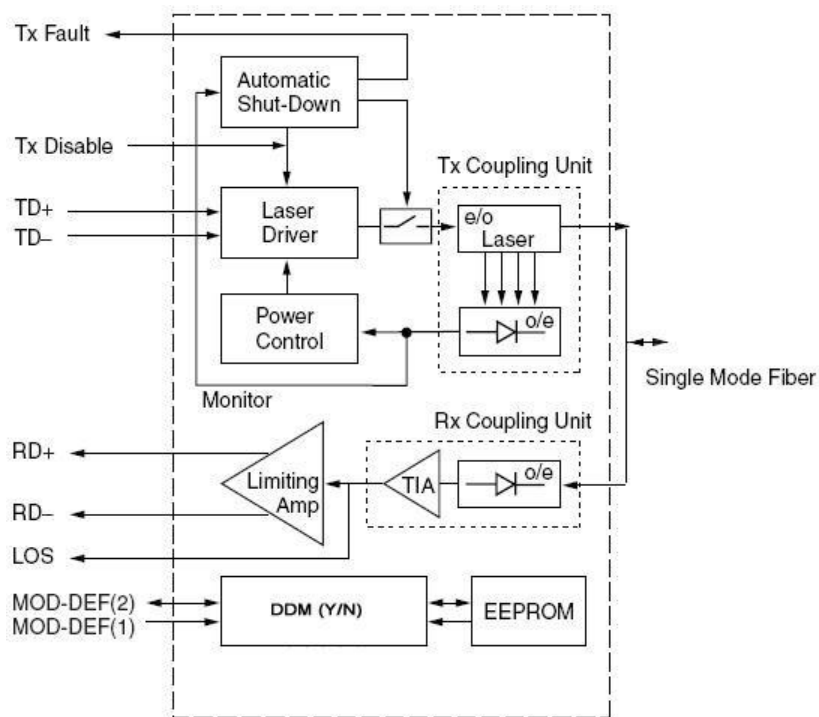 Tx Fault
Automatic
Shut-Down
Tx Disable
Tx Coupling Unit
TD+
TD–
Laser
Driver
e/o
Laser
Power
Control
o/e
Monitor
Single Mode Fiber
Rx Coupling Unit
RD+
RD–
LOS
Limiting
Amp
TIA
o/e
MOD-DEF(2)
MOD-DEF(1)
DDM (Y/N)
EEPROM